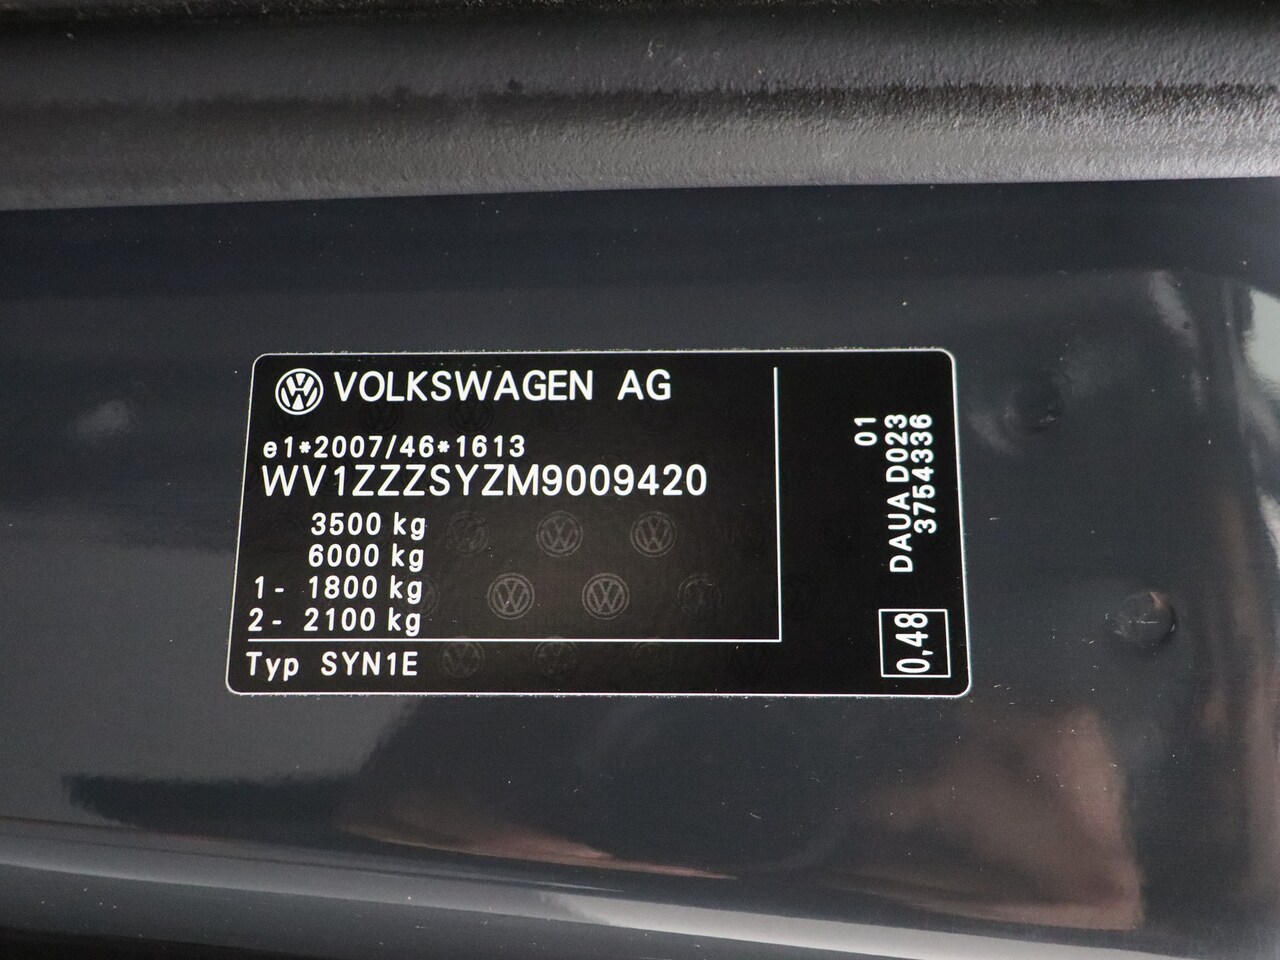 VOLKSWAGEN AG
e1*2007/46*1613
WV1ZZZSYZM9009420
3500 kg
6000 kg
1- 1800 kg
2- 2100 kg
Typ SYN1E
01
DAUA D023
3754336
0,48